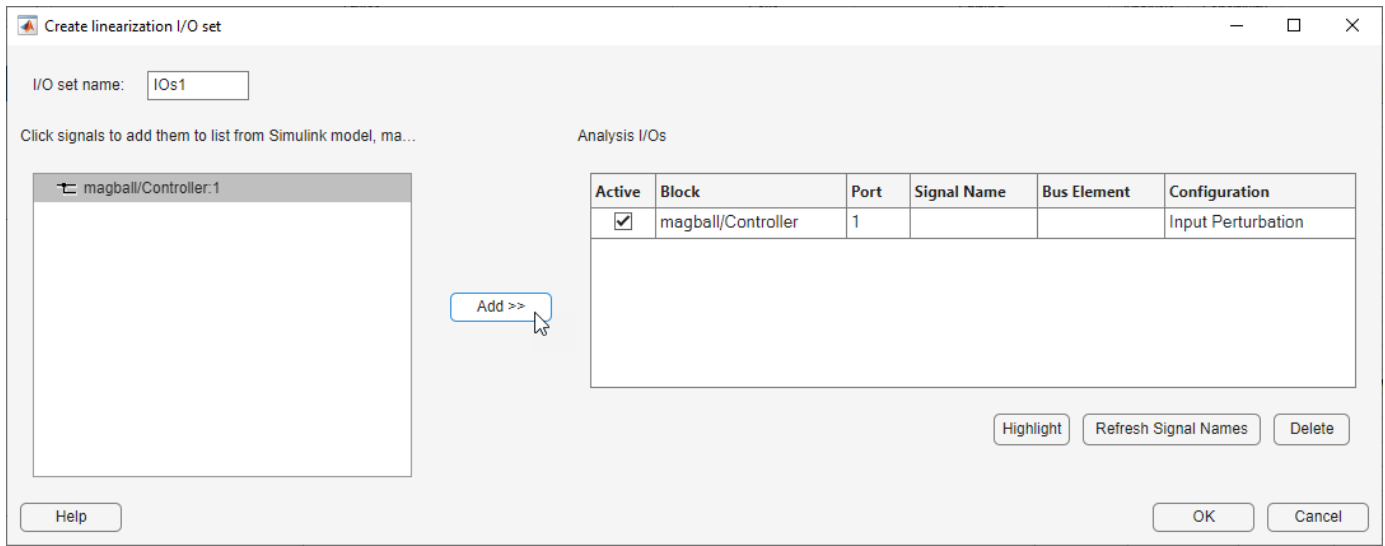 Create linearization I/O set
I/O set name: IOs1
Click signals to add them to list from Simulink model, ma...
Analysis I/Os
magball/Controller:1
Active Block Port Signal Name Bus Element Configuration
magball/Controller 1 Input Perturbation
Add >>
Highlight Refresh Signal Names Delete
Help OK Cancel